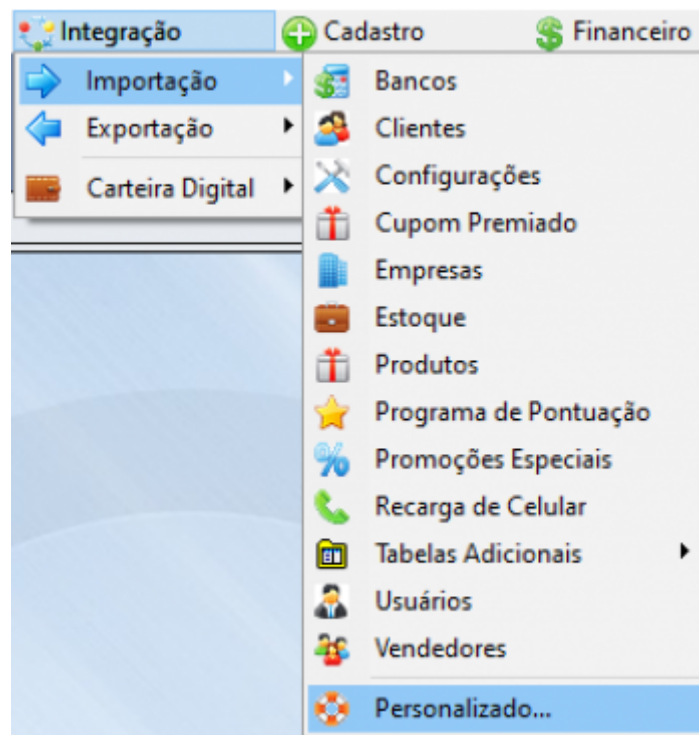 Integração Cadastro Financeiro
Importação
Exportação
Carteira Digital
Bancos
Clientes
Configurações
Cupom Premiado
Empresas
Estoque
Produtos
Programa de Pontuação
Promoções Especiais
Recarga de Celular
Tabelas Adicionais
Usuários
Vendedores
Personalizado...